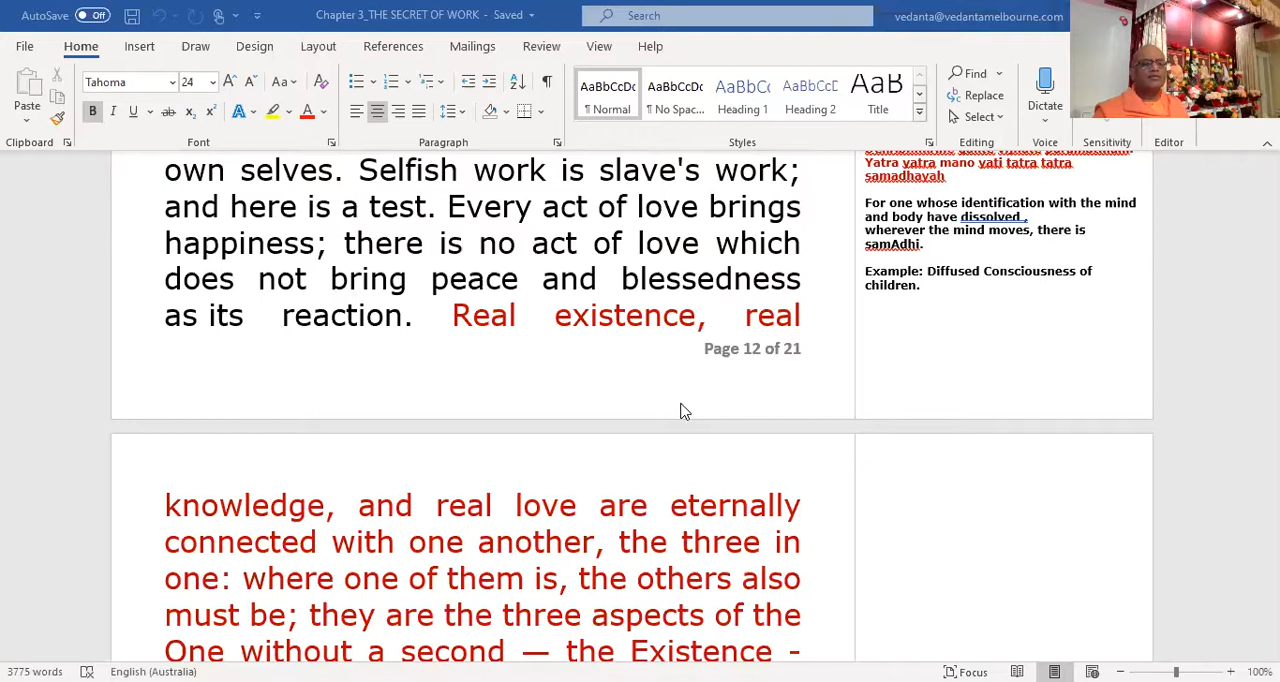 AutoSave Off Chapter 3_THE SECRET OF WORK - Saved Search vedanta@vedantamelbourne.com
File Home Insert Draw Design Layout References Mailings Review View Help
Paste
Tahoma 24 A A Aa A
B I U ab x₂ x² A A
¶
AaBbCcDc AaBbCcDc AaBbCc AaBbCcD AaB
¶ Normal ¶ No Spac... Heading 1 Heading 2 Title
Find
Replace
Select
Dictate
Clipboard Font Paragraph Styles Editing Voice Sensitivity Editor
own selves. Selfish work is slave's work;
and here is a test. Every act of love brings
happiness; there is no act of love which
does not bring peace and blessedness
as its reaction. Real existence, real
Page 12 of 21
Yatra yatra mano yati tatra tatra
samadhayah
For one whose identification with the mind
and body have dissolved ,
wherever the mind moves, there is
samAdhi.
Example: Diffused Consciousness of
children.
knowledge, and real love are eternally
connected with one another, the three in
one: where one of them is, the others also
must be; they are the three aspects of the
One without a second — the Existence -
3775 words English (Australia) Focus 100%